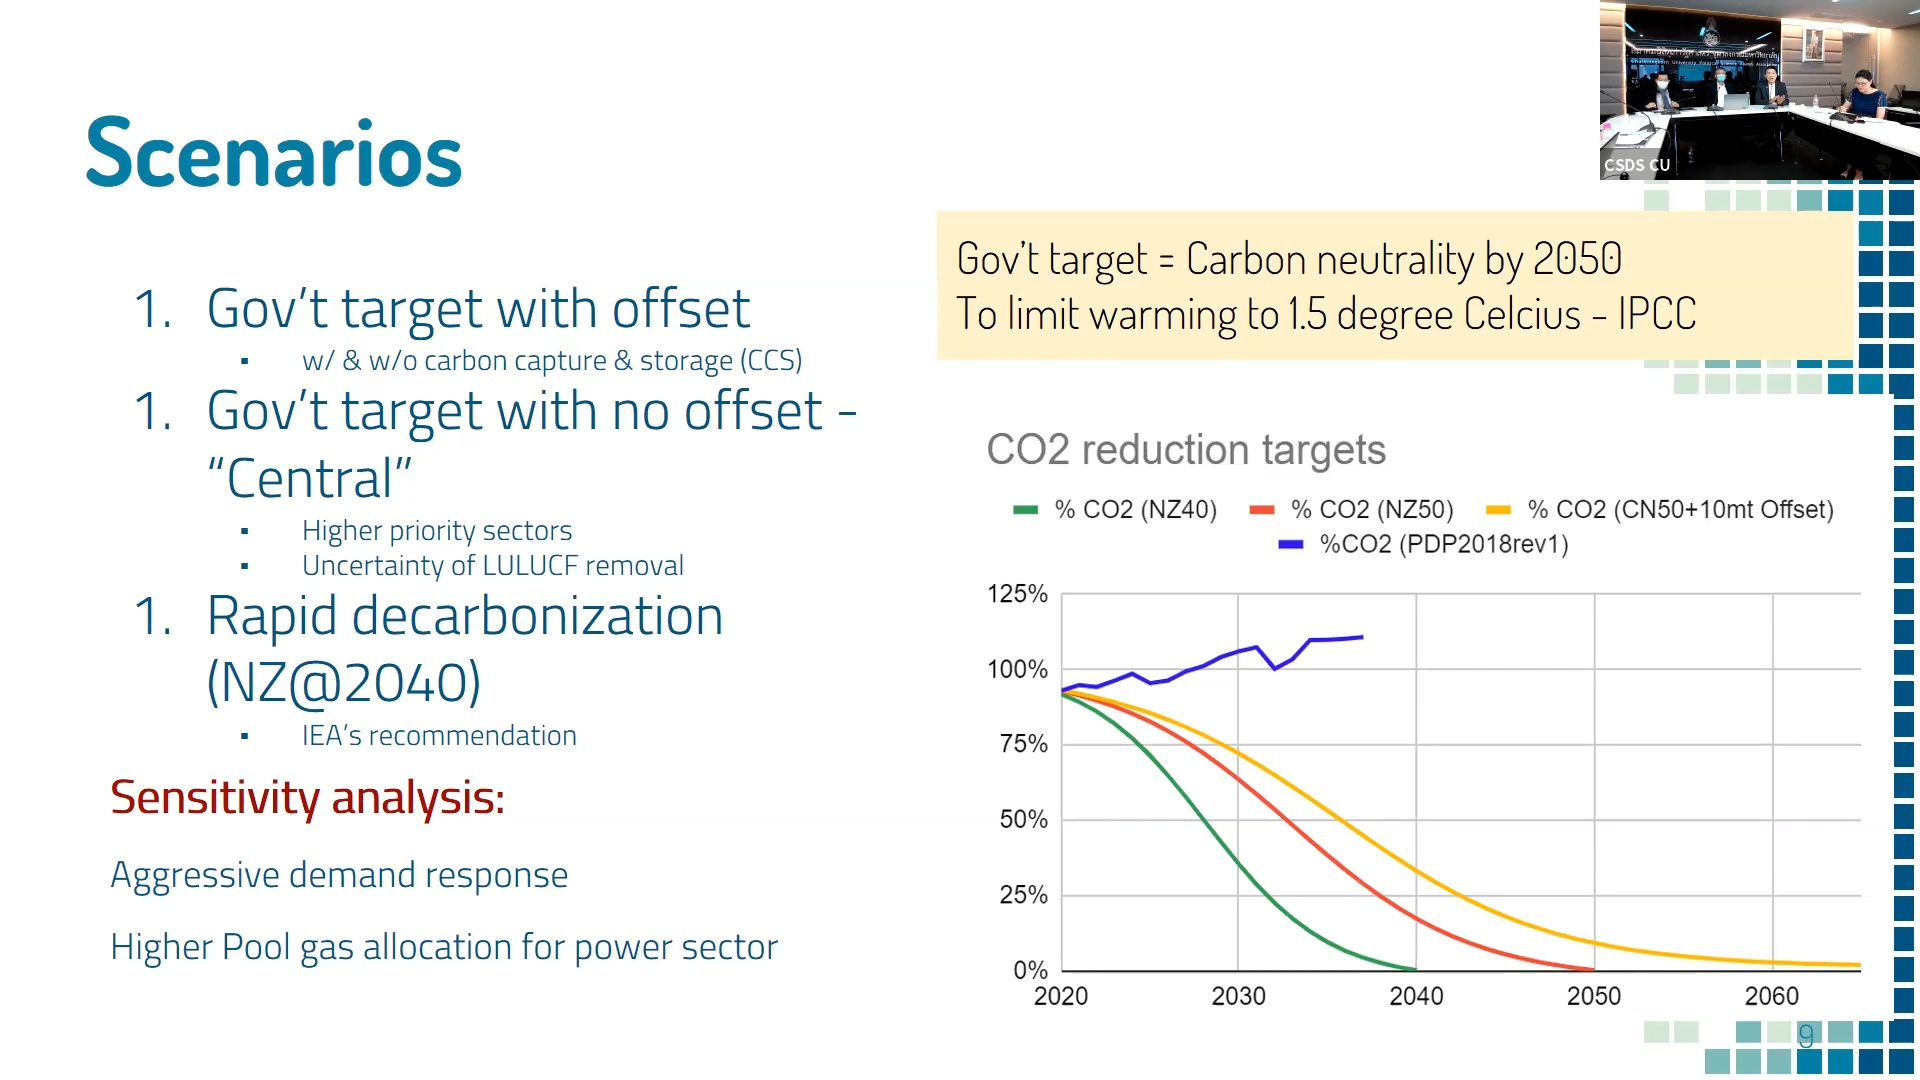 Scenarios
1. Gov’t target with offset
▪ w/ & w/o carbon capture & storage (CCS)
1. Gov’t target with no offset -
“Central”
▪ Higher priority sectors
▪ Uncertainty of LULUCF removal
1. Rapid decarbonization
(NZ@2040)
▪ IEA’s recommendation
Sensitivity analysis:
Aggressive demand response
Higher Pool gas allocation for power sector
CSDS CU
Gov’t target = Carbon neutrality by 2050
To limit warming to 1.5 degree Celcius - IPCC
CO2 reduction targets
% CO2 (NZ40) % CO2 (NZ50) % CO2 (CN50+10mt Offset)
%CO2 (PDP2018rev1)
125%
100%
75%
50%
25%
0%
2020 2030 2040 2050 2060
9